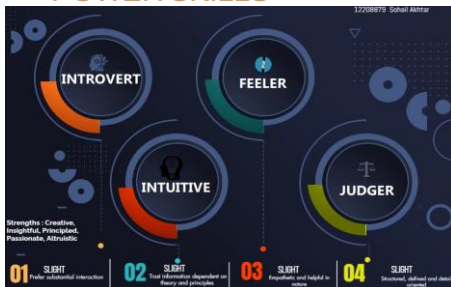 12208879 Sohail Akhtar
INTROVERT
FEELER
INTUITIVE
JUDGER
Strengths : Creative,
Insightful, Principled,
Passionate, Altruistic
01
SLIGHT
Prefer substantial interaction
02
SLIGHT
Trust information dependent on
theory and principles
03
SLIGHT
Empathetic and helpful in
nature
04
SLIGHT
Structured, defined and detail
oriented